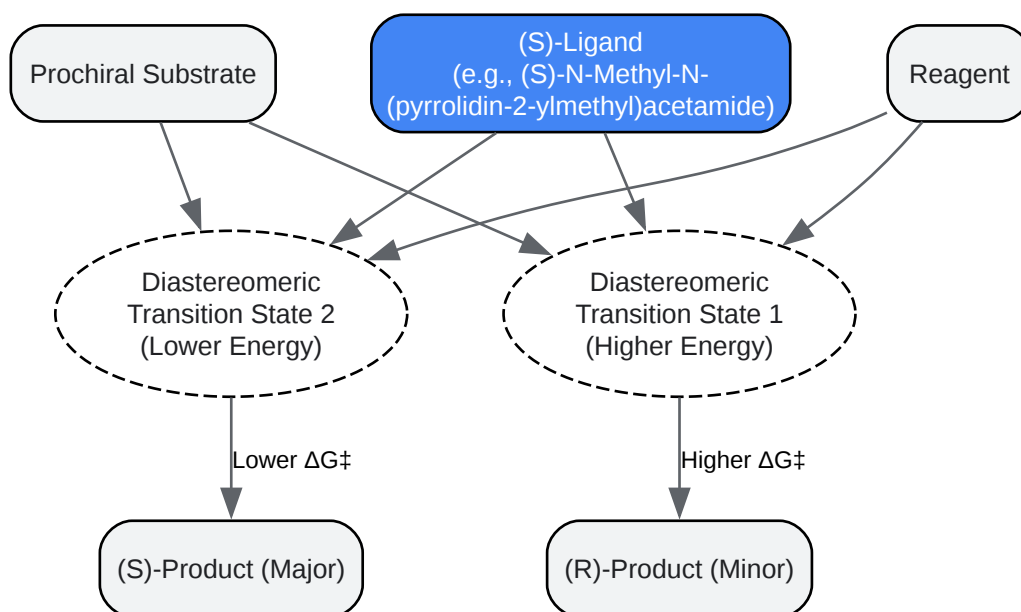 Prochiral Substrate
(S)-Ligand
(e.g., (S)-N-Methyl-N-
(pyrrolidin-2-ylmethyl)acetamide)
Reagent
Diastereomeric
Transition State 2
(Lower Energy)
Diastereomeric
Transition State 1
(Higher Energy)
Lower ΔG‡
Higher ΔG‡
(S)-Product (Major)
(R)-Product (Minor)